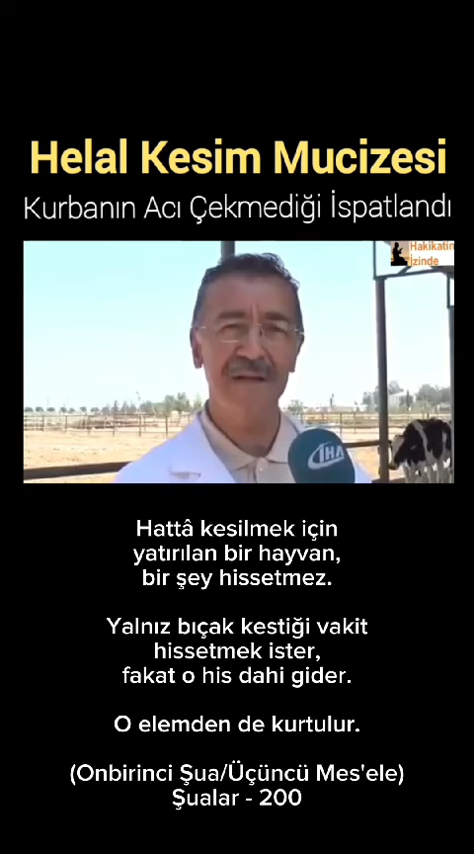 Helal Kesim Mucizesi
Kurbanın Acı Çekmediği İspatlandı
Hakikatin
İzinde
İHA
Hattâ kesilmek için
yatırılan bir hayvan,
bir şey hissetmez.
Yalnız bıçak kestiği vakit
hissetmek ister,
fakat o his dahi gider.
O elemden de kurtulur.
(Onbirinci Şua/Üçüncü Mes'ele)
Şualar - 200